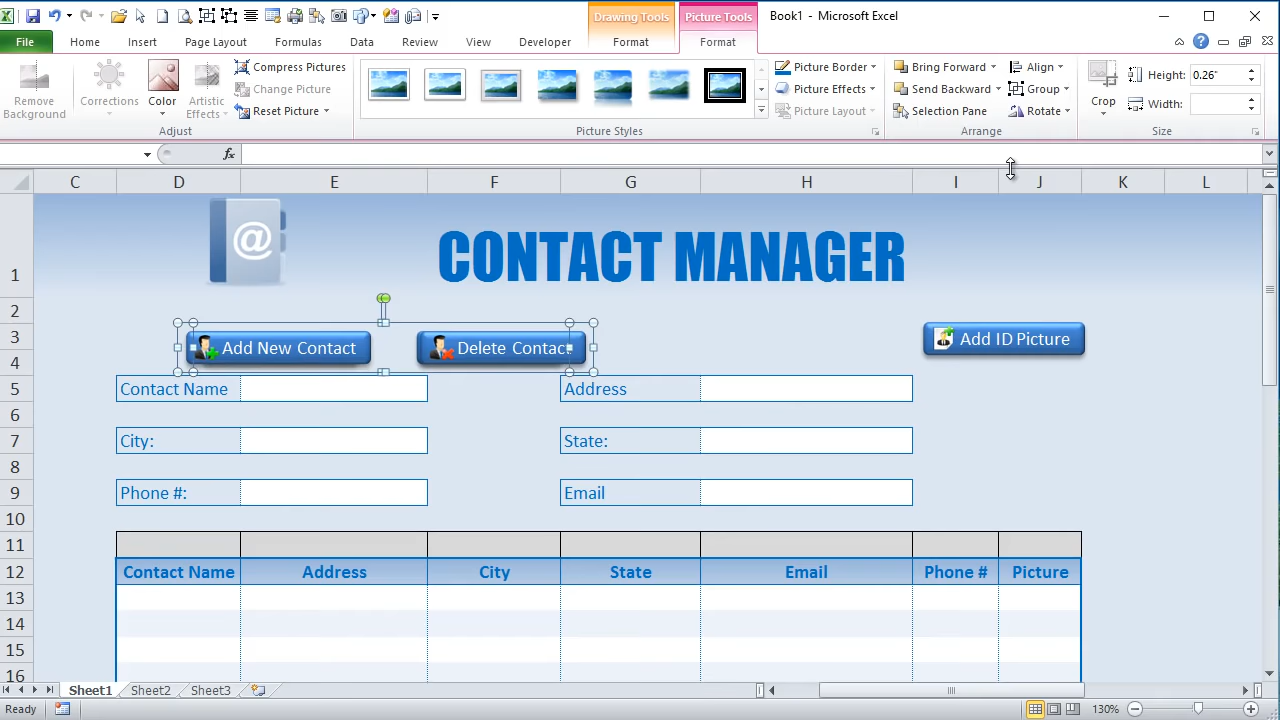 Drawing Tools Picture Tools Book1 - Microsoft Excel
File Home Insert Page Layout Formulas Data Review View Developer Format Format
Remove Background
Corrections
Color
Artistic Effects
Compress Pictures
Change Picture
Reset Picture
Picture Border
Picture Effects
Picture Layout
Bring Forward
Send Backward
Selection Pane
Align
Group
Rotate
Crop
Height: 0.26"
Width:
Adjust Picture Styles Arrange Size
fx
C D E F G H I J K L
1 CONTACT MANAGER
@
2
3 Add New Contact Delete Contact Add ID Picture
4
5 Contact Name Address
6
7 City: State:
8
9 Phone #: Email
10
11
12 Contact Name Address City State Email Phone # Picture
13
14
15
16
Sheet1 Sheet2 Sheet3
Ready 130%